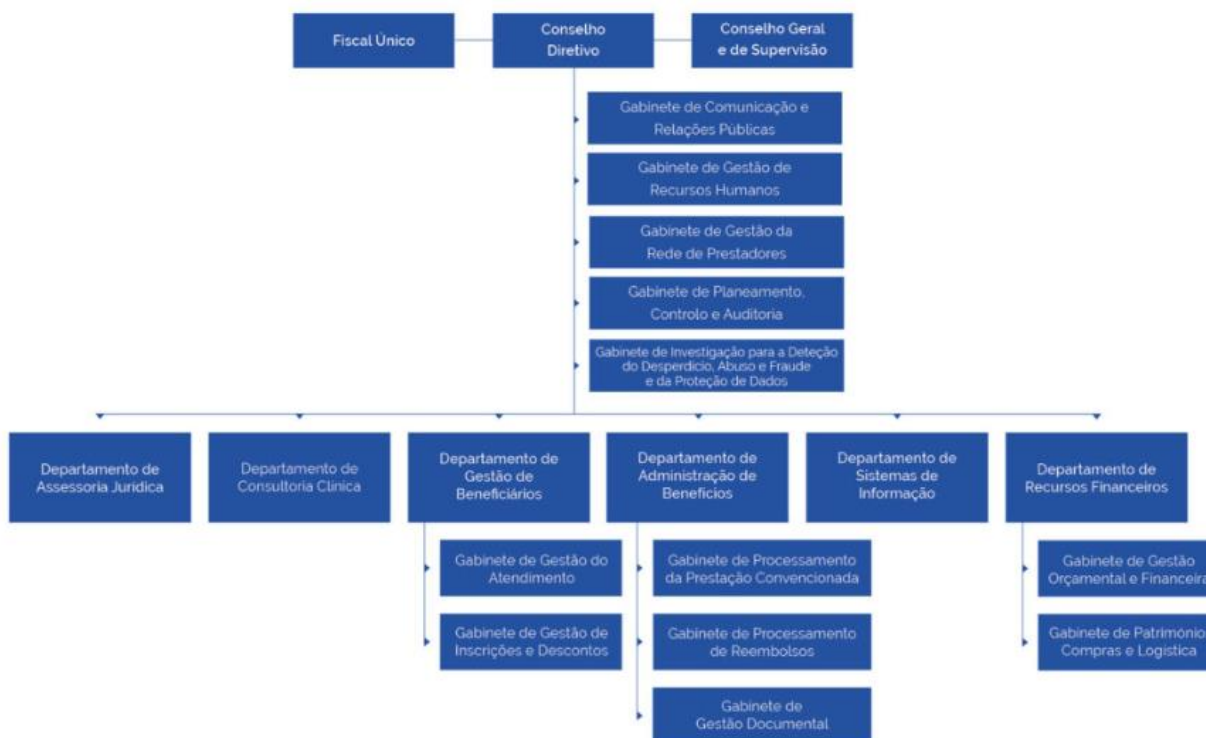 Fiscal Único
Conselho
Diretivo
Conselho Geral
e de Supervisão
Gabinete de Comunicação e
Relações Públicas
Gabinete de Gestão de
Recursos Humanos
Gabinete de Gestão da
Rede de Prestadores
Gabinete de Planeamento,
Controlo e Auditoria
Gabinete de Investigação para a Deteção
do Desperdício, Abuso e Fraude
e da Proteção de Dados
Departamento de
Assessoria Jurídica
Departamento de
Consultoria Clínica
Departamento de
Gestão de
Beneficiários
Departamento de
Administração de
Benefícios
Departamento de
Sistemas de
Informação
Departamento de
Recursos Financeiros
Gabinete de Gestão do
Atendimento
Gabinete de Gestão de
Inscrições e Descontos
Gabinete de Processamento
da Prestação Convencionada
Gabinete de Processamento
de Reembolsos
Gabinete de
Gestão Documental
Gabinete de Gestão
Orçamental e Financeira
Gabinete de Património
Compras e Logística